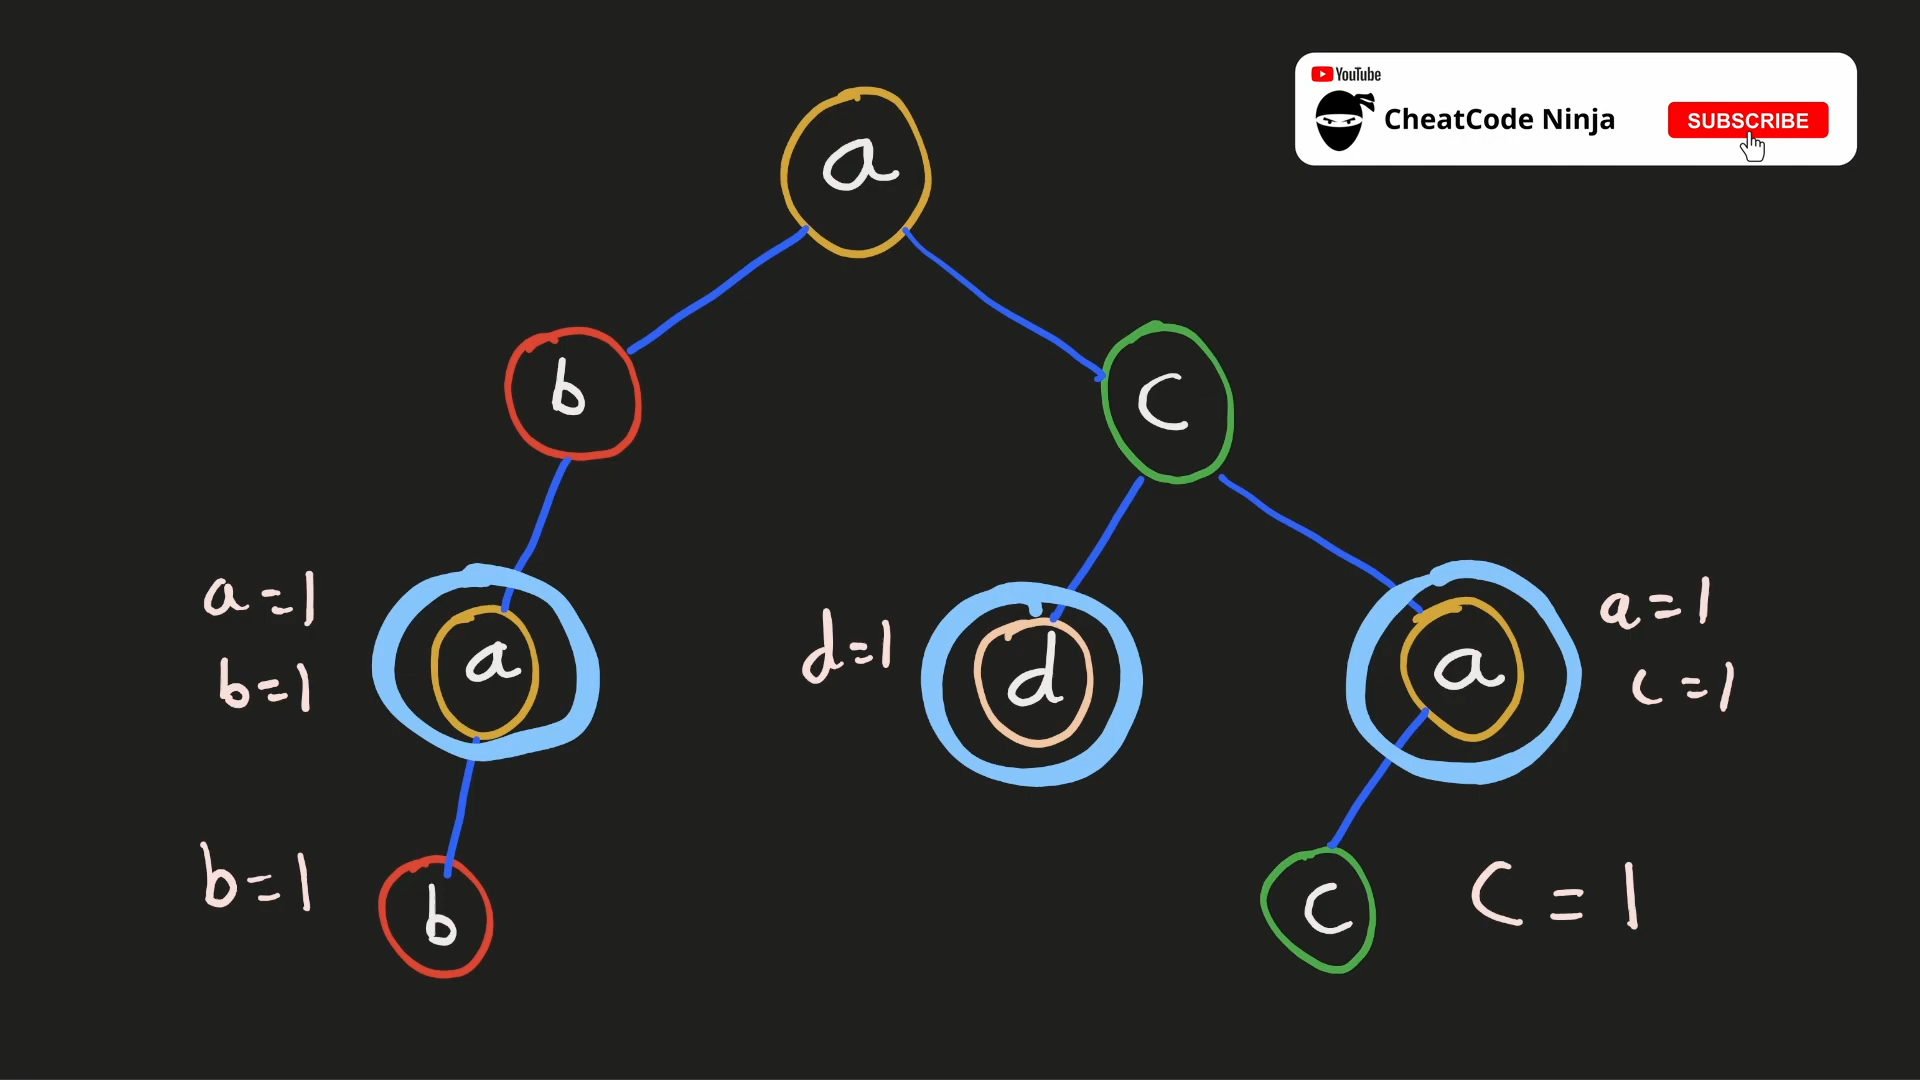 YouTube
CheatCode Ninja
SUBSCRIBE
a
b
c
a=1
b=1
a
d=1
d
a
a=1
c=1
b=1
b
c
C=1